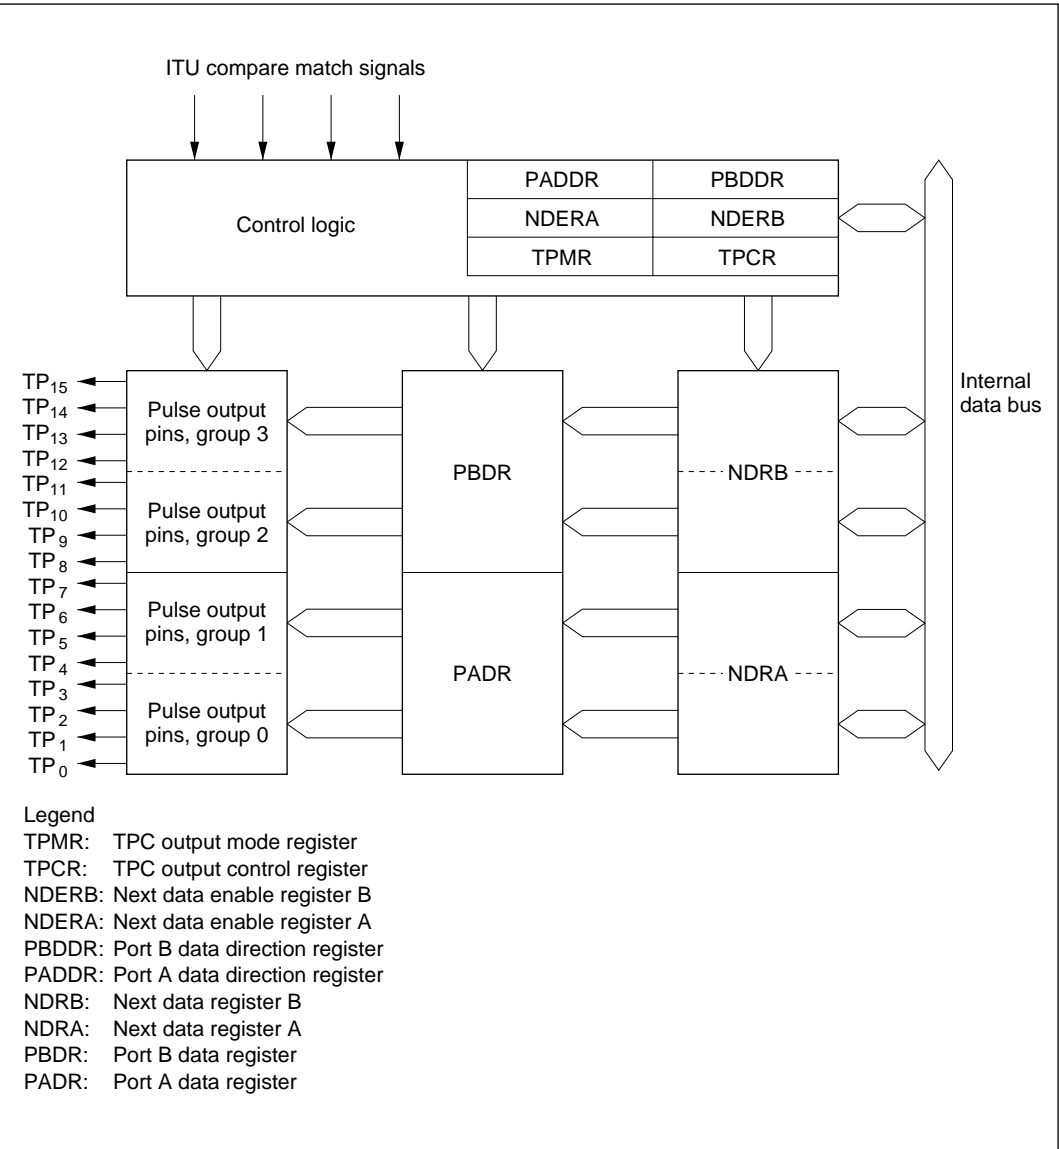 ITU compare match signals
PADDR PBDDR
Control logic NDERA NDERB
TPMR TPCR
Internal
data bus
TP15
TP14
TP13
TP12
TP11
TP10
TP9
TP8
TP7
TP6
TP5
TP4
TP3
TP2
TP1
TP0
Pulse output
pins, group 3
Pulse output
pins, group 2
Pulse output
pins, group 1
Pulse output
pins, group 0
PBDR
PADR
NDRB
NDRA
Legend
TPMR: TPC output mode register
TPCR: TPC output control register
NDERB: Next data enable register B
NDERA: Next data enable register A
PBDDR: Port B data direction register
PADDR: Port A data direction register
NDRB: Next data register B
NDRA: Next data register A
PBDR: Port B data register
PADR: Port A data register